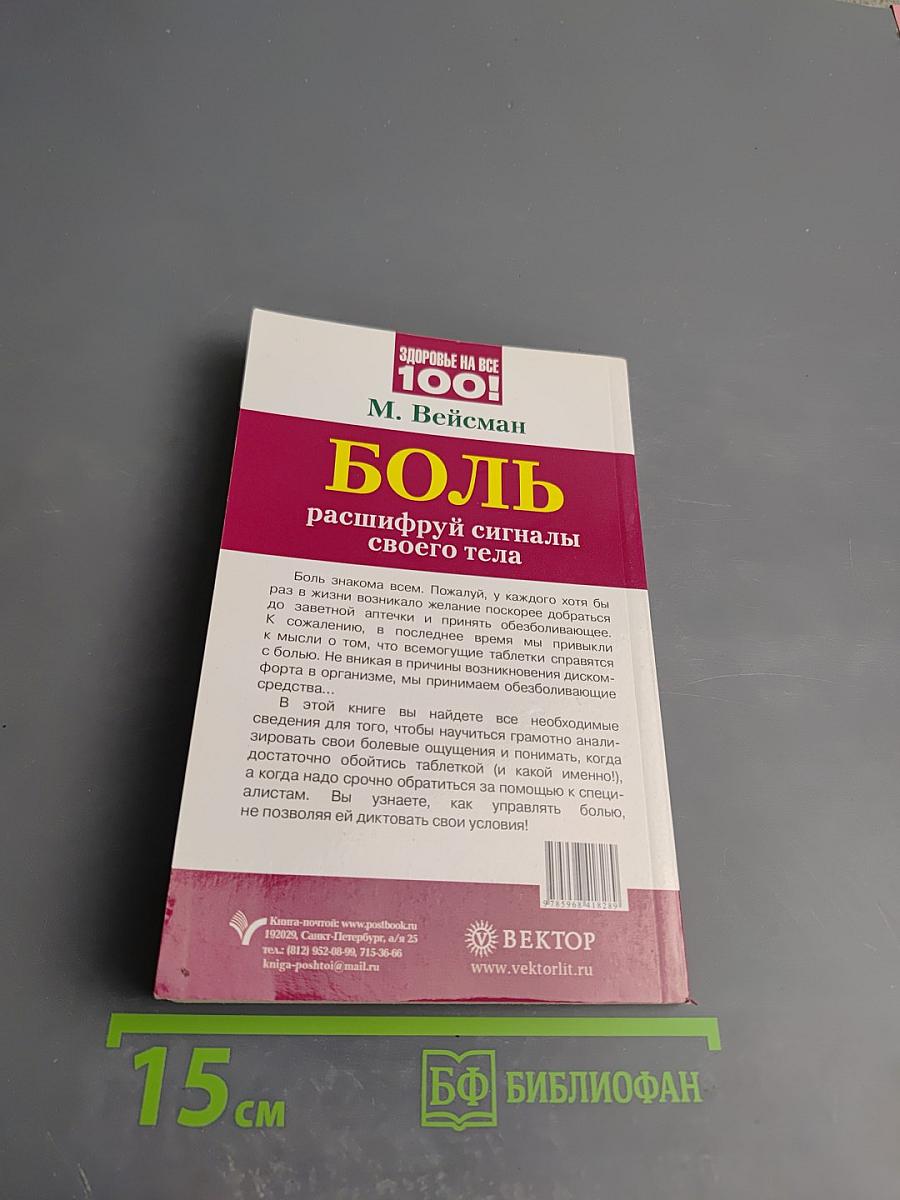 ЗДОРОВЬЕ НА ВСЕ
100!
М. Вейсман
БОЛЬ
расшифруй сигналы
своего тела
Боль знакома всем. Пожалуй, у каждого хотя бы
раз в жизни возникало желание поскорее добраться
до заветной аптечки и принять обезболивающее.
К сожалению, в последнее время мы привыкли
к мысли о том, что всемогущие таблетки справятся
с болью. Не вникая в причины возникновения диском-
форта в организме, мы принимаем обезболивающие
средства...
В этой книге вы найдете все необходимые
сведения для того, чтобы научиться грамотно анали-
зировать свои болевые ощущения и понимать, когда
достаточно обойтись таблеткой (и какой именно!),
а когда надо срочно обратиться за помощью к специ-
алистам. Вы узнаете, как управлять болью,
не позволяя ей диктовать свои условия!
9 785968 418289
Книга-почтой: www.postbook.ru
192029, Санкт-Петербург, а/я 25
тел.: (812) 952-08-99, 715-36-66
kniga-poshtoi@mail.ru
V ВЕКТОР
www.vektorlit.ru
15 см
БФ БИБЛИОФАН